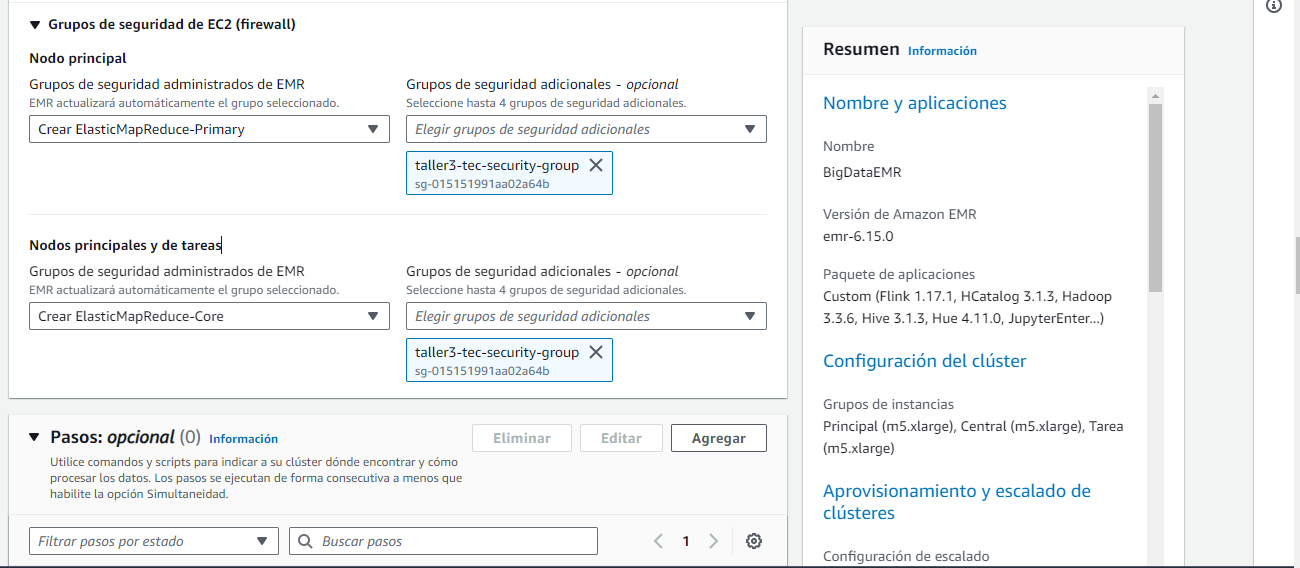 Grupos de seguridad de EC2 (firewall)
Nodo principal
Grupos de seguridad administrados de EMR
EMR actualizará automáticamente el grupo seleccionado.
Crear ElasticMapReduce-Primary
Grupos de seguridad adicionales - opcional
Seleccione hasta 4 grupos de seguridad adicionales.
Elegir grupos de seguridad adicionales
taller3-tec-security-group
sg-015151991aa02a64b
Nodos principales y de tareas
Grupos de seguridad administrados de EMR
EMR actualizará automáticamente el grupo seleccionado.
Crear ElasticMapReduce-Core
Grupos de seguridad adicionales - opcional
Seleccione hasta 4 grupos de seguridad adicionales.
Elegir grupos de seguridad adicionales
taller3-tec-security-group
sg-015151991aa02a64b
Pasos: opcional (0) Información
Eliminar
Editar
Agregar
Utilice comandos y scripts para indicar a su clúster dónde encontrar y cómo
procesar los datos. Los pasos se ejecutan de forma consecutiva a menos que
habilite la opción Simultaneidad.
Filtrar pasos por estado
Buscar pasos
1
Resumen Información
Nombre y aplicaciones
Nombre
BigDataEMR
Versión de Amazon EMR
emr-6.15.0
Paquete de aplicaciones
Custom (Flink 1.17.1, HCatalog 3.1.3, Hadoop
3.3.6, Hive 3.1.3, Hue 4.11.0, JupyterEnter...)
Configuración del clúster
Grupos de instancias
Principal (m5.xlarge), Central (m5.xlarge), Tarea
(m5.xlarge)
Aprovisionamiento y escalado de
clústeres
Configuración de escalado